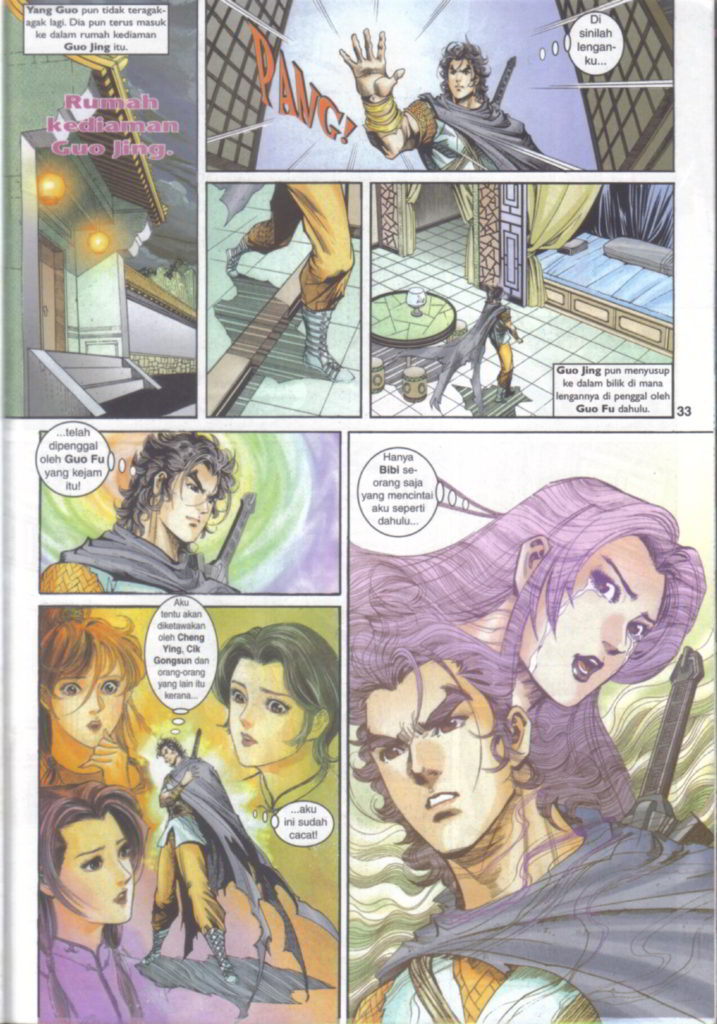 Yang Guo pun tidak teragak-
agak lagi. Dia pun terus masuk
ke dalam rumah kediaman
Guo Jing itu.
Rumah
kediaman
Guo Jing.
PANG!
Di
sinilah
lengan-
ku...
Guo Jing pun menyusup
ke dalam bilik di mana
lengannya di penggal oleh
Guo Fu dahulu.
33
...telah
dipenggal
oleh Guo Fu
yang kejam
itu!
Hanya
Bibi se-
orang saja
yang mencintai
aku seperti
dahulu...
Aku
tentu akan
diketawakan
oleh Cheng
Ying, Cik
Gongsun dan
orang-orang
yang lain itu
kerana...
...aku
ini sudah
cacat!